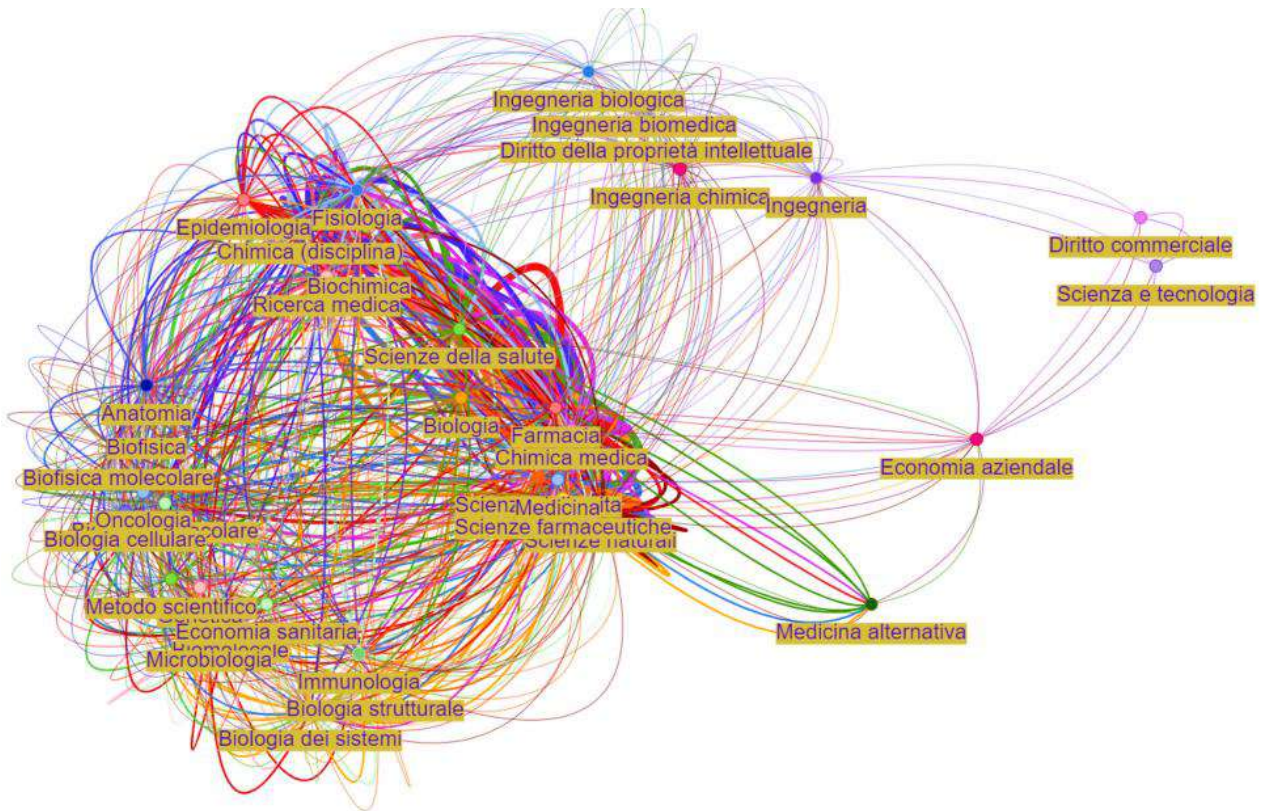 Ingegneria biologica
Ingegneria biomedica
Diritto della proprietà intellettuale
Ingegneria chimica
Ingegneria
Diritto commerciale
Scienza e tecnologia
Epidemiologia
Fisiologia
Chimica (disciplina)
Biochimica
Ricerca medica
Scienze della salute
Anatomia
Biologia
Farmacia
Biofisica
Chimica medica
Economia aziendale
Biofisica molecolare
Medicina
Oncologia
Scienze farmaceutiche
Biologia cellulare
Scienze naturali
Metodo scientifico
Economia sanitaria
Medicina alternativa
Microbiologia
Immunologia
Biologia strutturale
Biologia dei sistemi